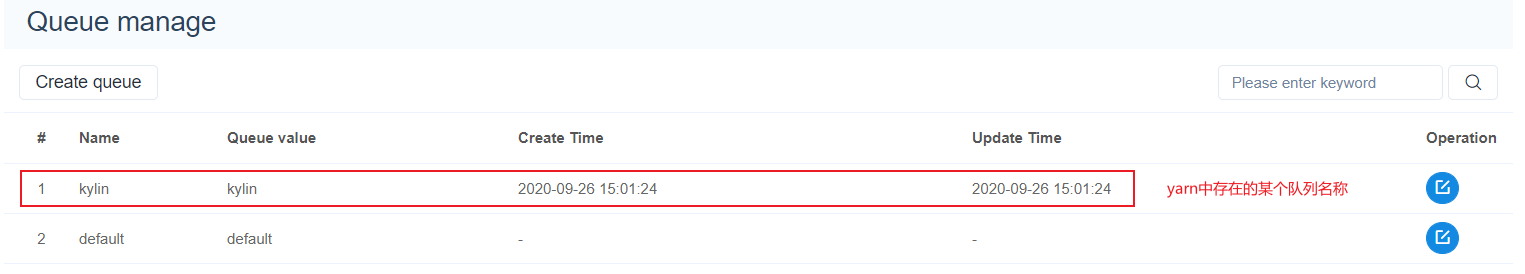 Queue manage
Create queue
Please enter keyword
# Name Queue value Create Time Update Time Operation
1 kylin kylin 2020-09-26 15:01:24 2020-09-26 15:01:24 yarn中存在的某个队列名称
2 default default - -